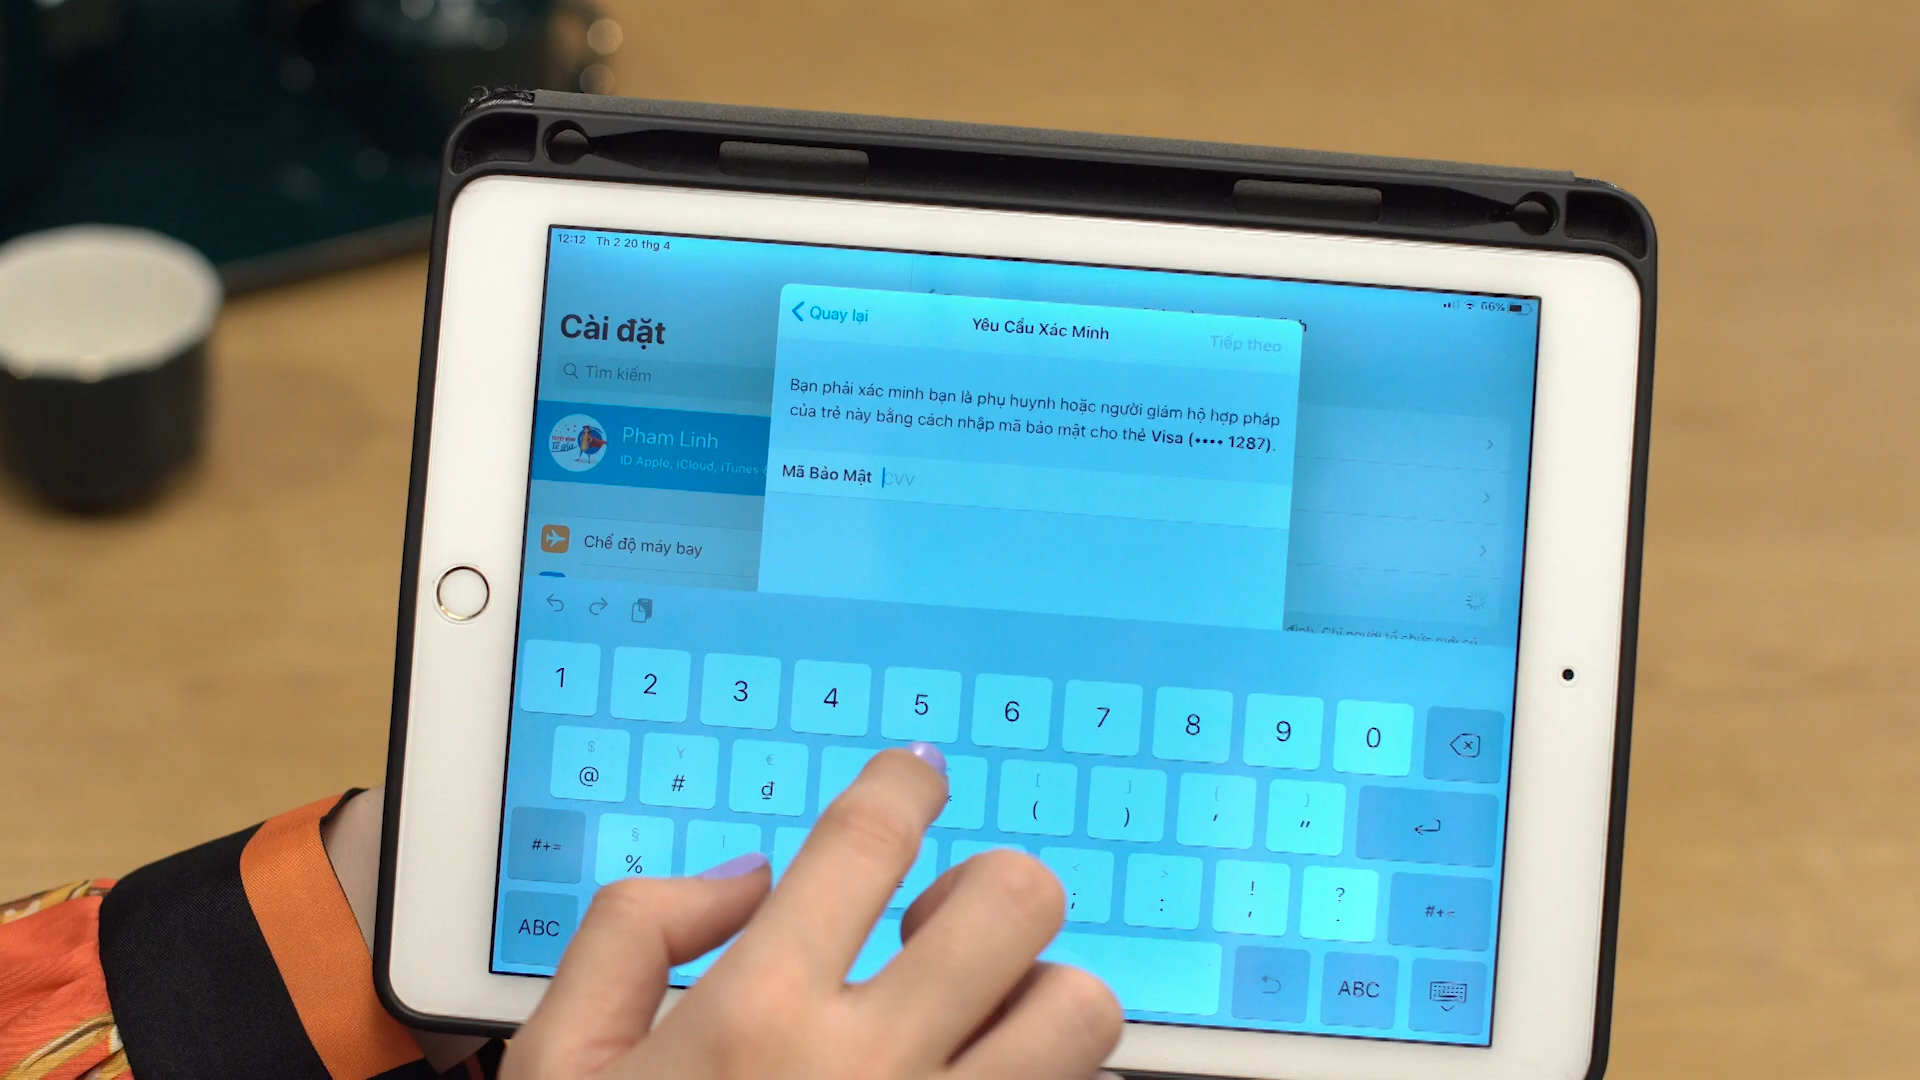 12:12 Th 2 20 thg 4
66%
Cài đặt
Tìm kiếm
Pham Linh
ID Apple, iCloud, iTunes &
Chế độ máy bay
Quay lại
Yêu Cầu Xác Minh
Tiếp theo
Bạn phải xác minh bạn là phụ huynh hoặc người giám hộ hợp pháp
của trẻ này bằng cách nhập mã bảo mật cho thẻ Visa (•••• 1287).
Mã Bảo Mật CVV
1 2 3 4 5 6 7 8 9 0
$ ¥ € [ ] { }
@ # ₫ ( ) ' "
§ | < > ! ?
#+= % = ; : , . #+=
ABC ABC